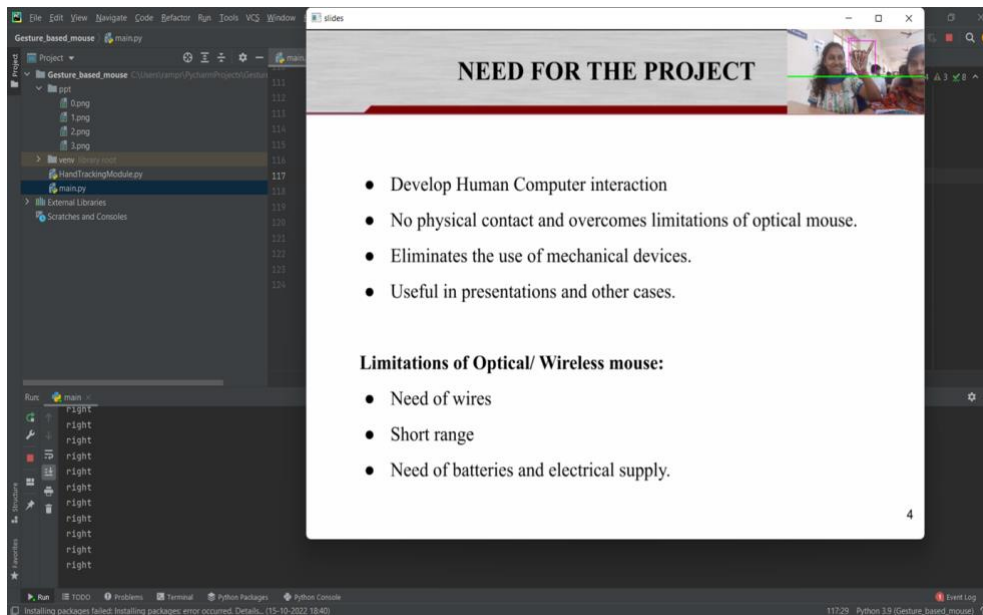 File Edit View Navigate Code Refactor Run Tools VCS Window
slides
Gesture_based_mouse main.py
Project
Gesture_based_mouse
ppt
0.png
1.png
2.png
3.png
venv library root
HandTrackingModule.py
main.py
External Libraries
Scratches and Consoles
111
112
113
114
115
116
117
118
119
120
121
122
123
124
NEED FOR THE PROJECT
● Develop Human Computer interaction
● No physical contact and overcomes limitations of optical mouse.
● Eliminates the use of mechanical devices.
● Useful in presentations and other cases.
Limitations of Optical/ Wireless mouse:
● Need of wires
● Short range
● Need of batteries and electrical supply.
4
Project
Structure
Favorites
Run: main
right
right
right
right
right
right
right
right
right
right
right
Run TODO Problems Terminal Python Packages Python Console Event Log
Installing packages failed: Installing packages: error occurred. Details... (15-10-2022 18:40)
117:29 Python 3.9 (Gesture_based_mouse)